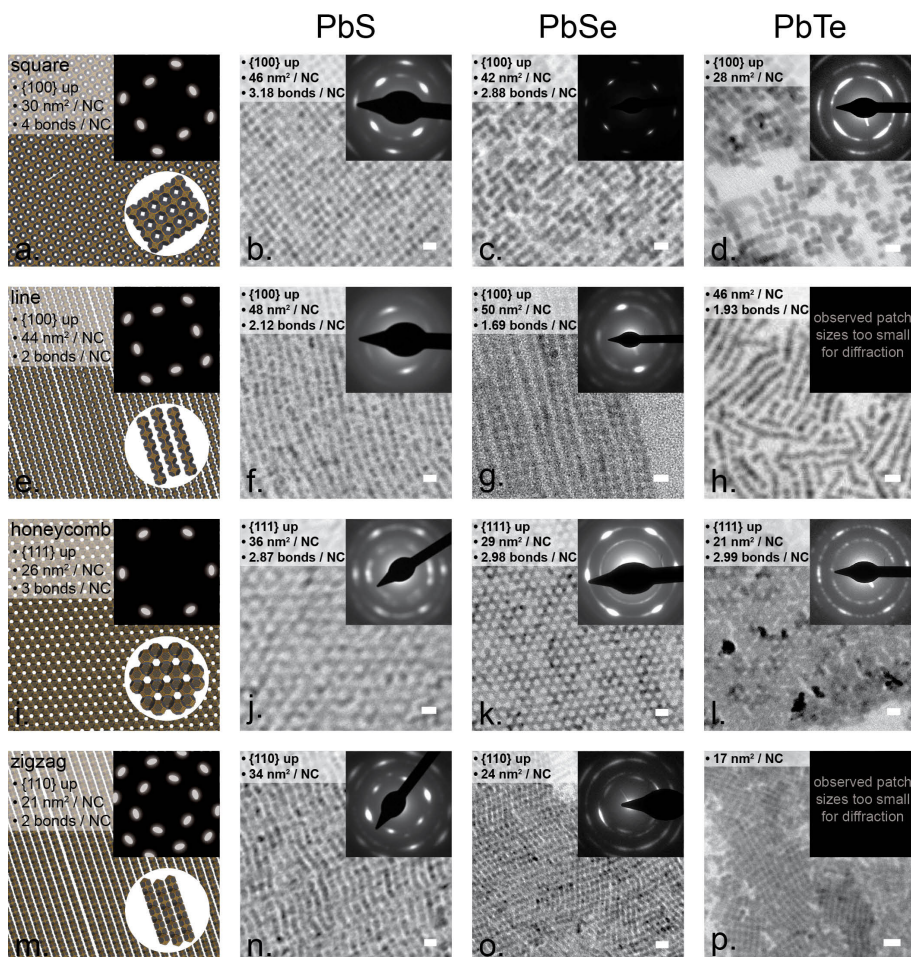 PbS
PbSe
PbTe
square
• {100} up
• 30 nm² / NC
• 4 bonds / NC
a.
• {100} up
• 46 nm² / NC
• 3.18 bonds / NC
b.
• {100} up
• 42 nm² / NC
• 2.88 bonds / NC
c.
• {100} up
• 28 nm² / NC
d.
line
• {100} up
• 44 nm² / NC
• 2 bonds / NC
e.
• {100} up
• 48 nm² / NC
• 2.12 bonds / NC
f.
• {100} up
• 50 nm² / NC
• 1.69 bonds / NC
g.
• 46 nm² / NC
• 1.93 bonds / NC
observed patch
sizes too small
for diffraction
h.
honeycomb
• {111} up
• 26 nm² / NC
• 3 bonds / NC
i.
• {111} up
• 36 nm² / NC
• 2.87 bonds / NC
j.
• {111} up
• 29 nm² / NC
• 2.98 bonds / NC
k.
• {111} up
• 21 nm² / NC
• 2.99 bonds / NC
l.
zigzag
• {110} up
• 21 nm² / NC
• 2 bonds / NC
m.
• {110} up
• 34 nm² / NC
n.
• {110} up
• 24 nm² / NC
o.
• 17 nm² / NC
observed patch
sizes too small
for diffraction
p.